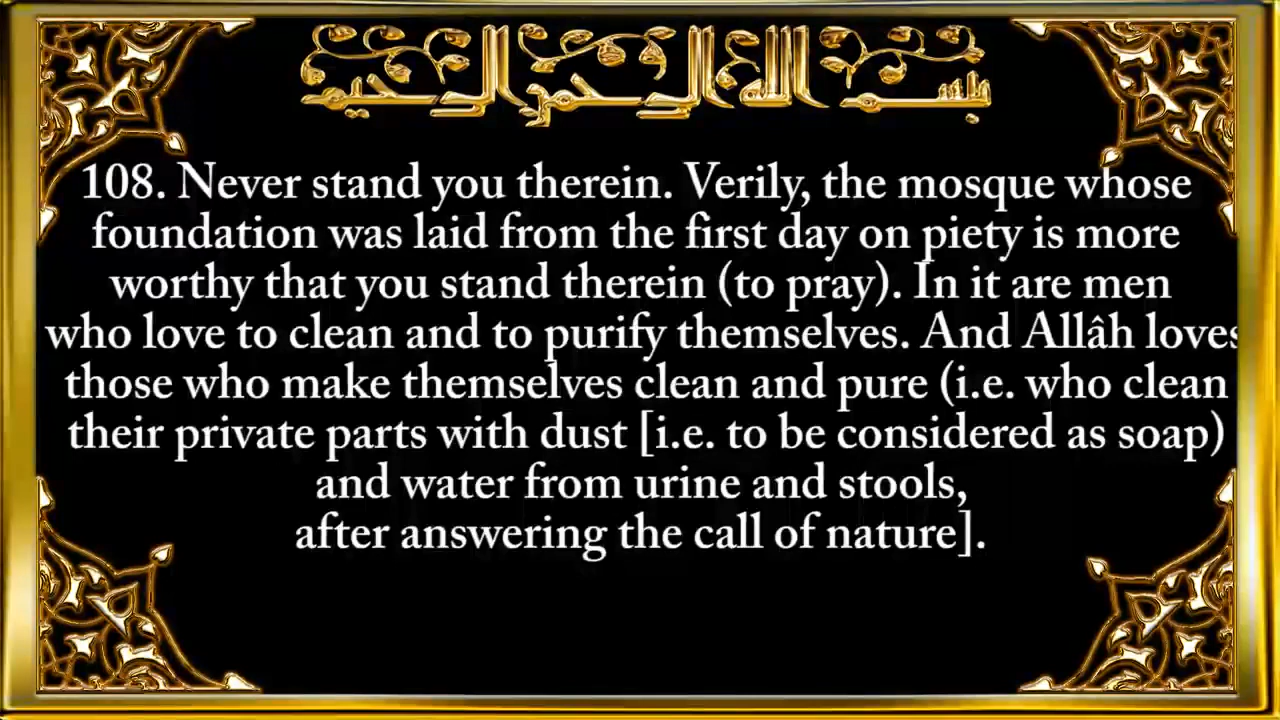 بسم الله الرحمن الرحيم
108. Never stand you therein. Verily, the mosque whose
foundation was laid from the first day on piety is more
worthy that you stand therein (to pray). In it are men
who love to clean and to purify themselves. And Allâh loves
those who make themselves clean and pure (i.e. who clean
their private parts with dust [i.e. to be considered as soap)
and water from urine and stools,
after answering the call of nature].